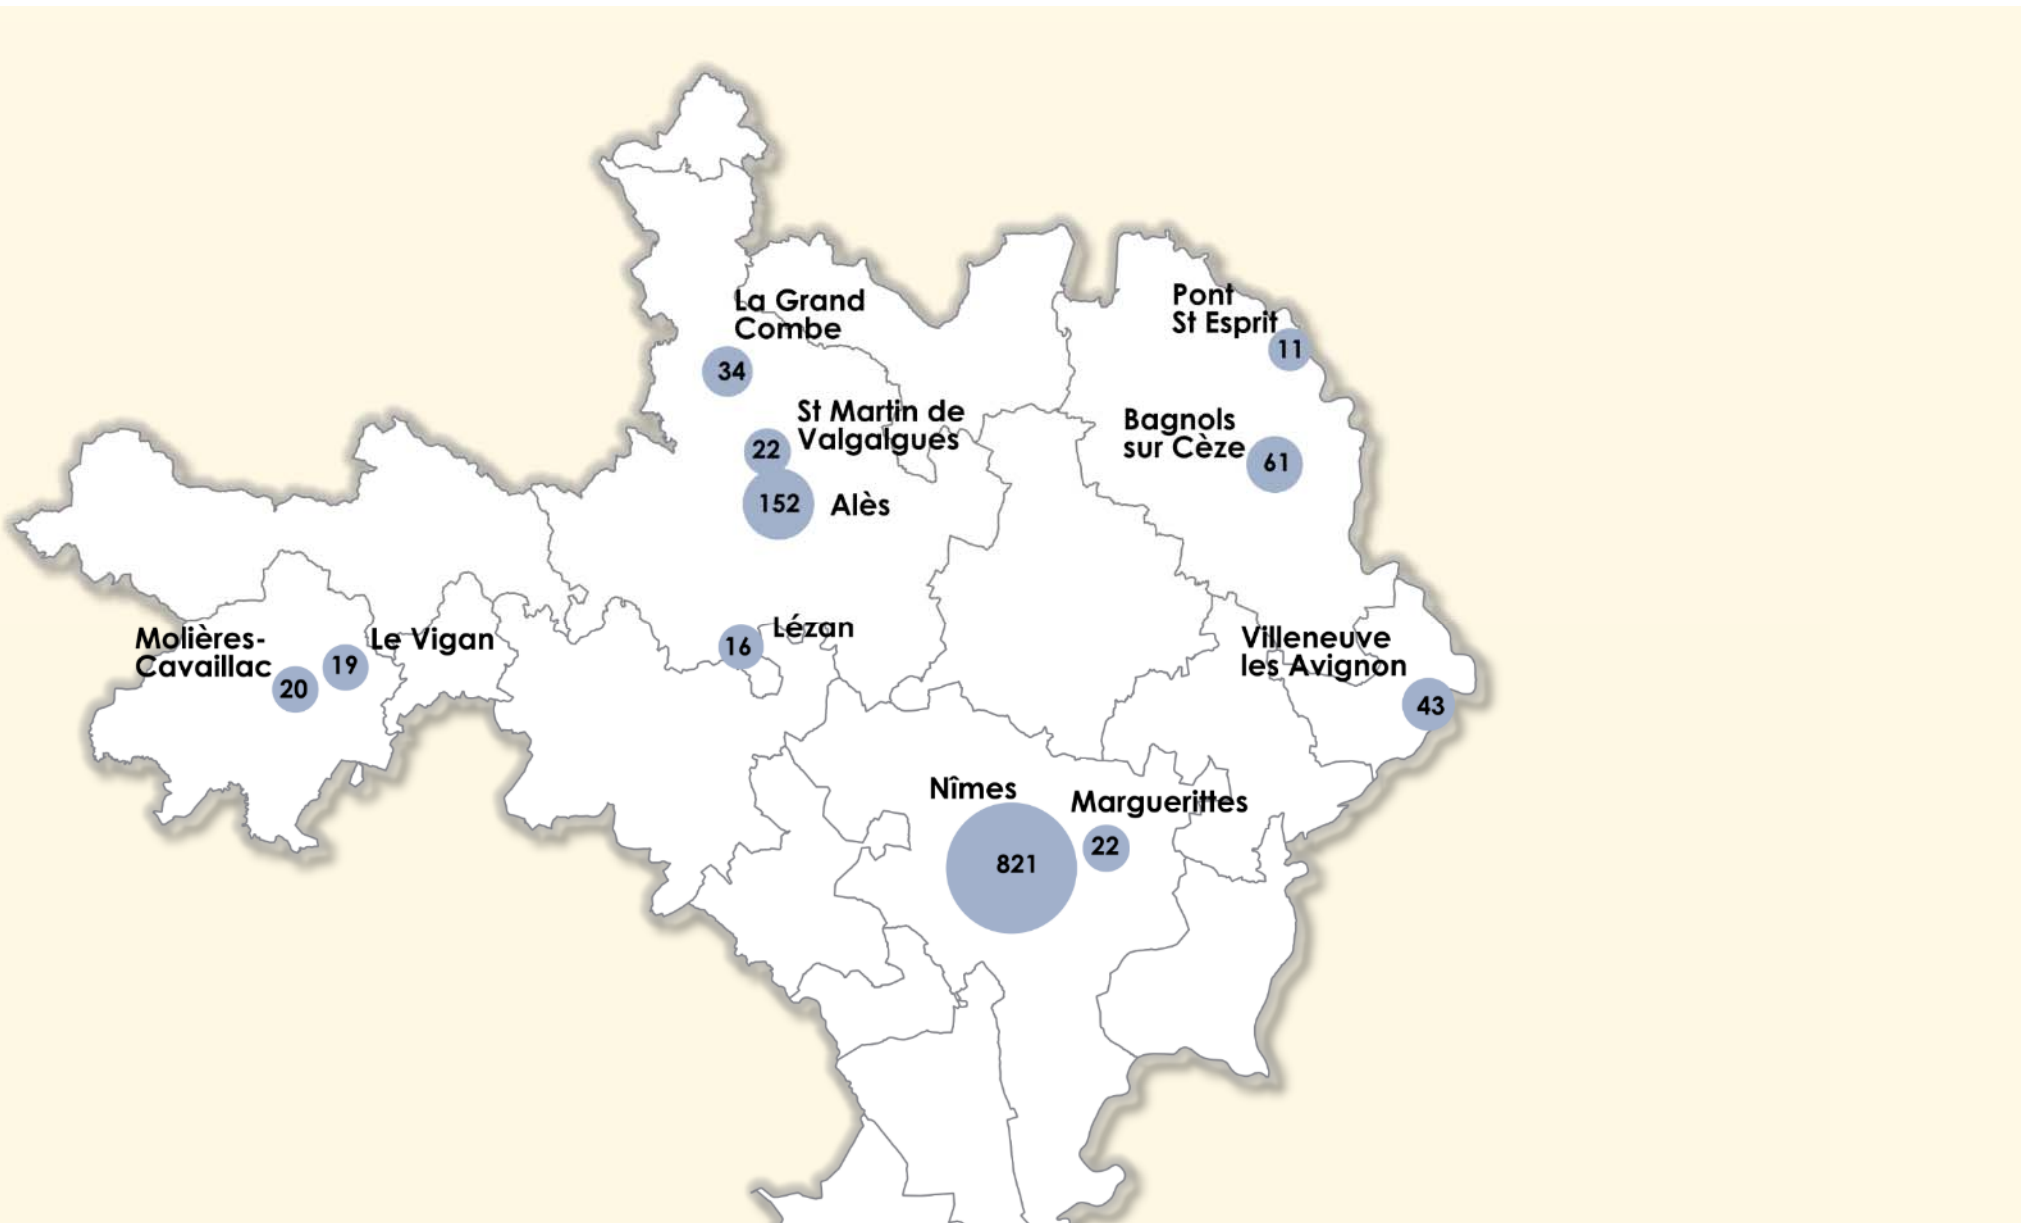 La Grand
Combe
34
Pont
St Esprit
11
St Martin de
Valgalgues
22
Bagnols
sur Cèze
61
152
Alès
Lézan
16
Molières-
Cavaillac
20
Le Vigan
19
Villeneuve
les Avignon
43
Nîmes
821
Marguerittes
22